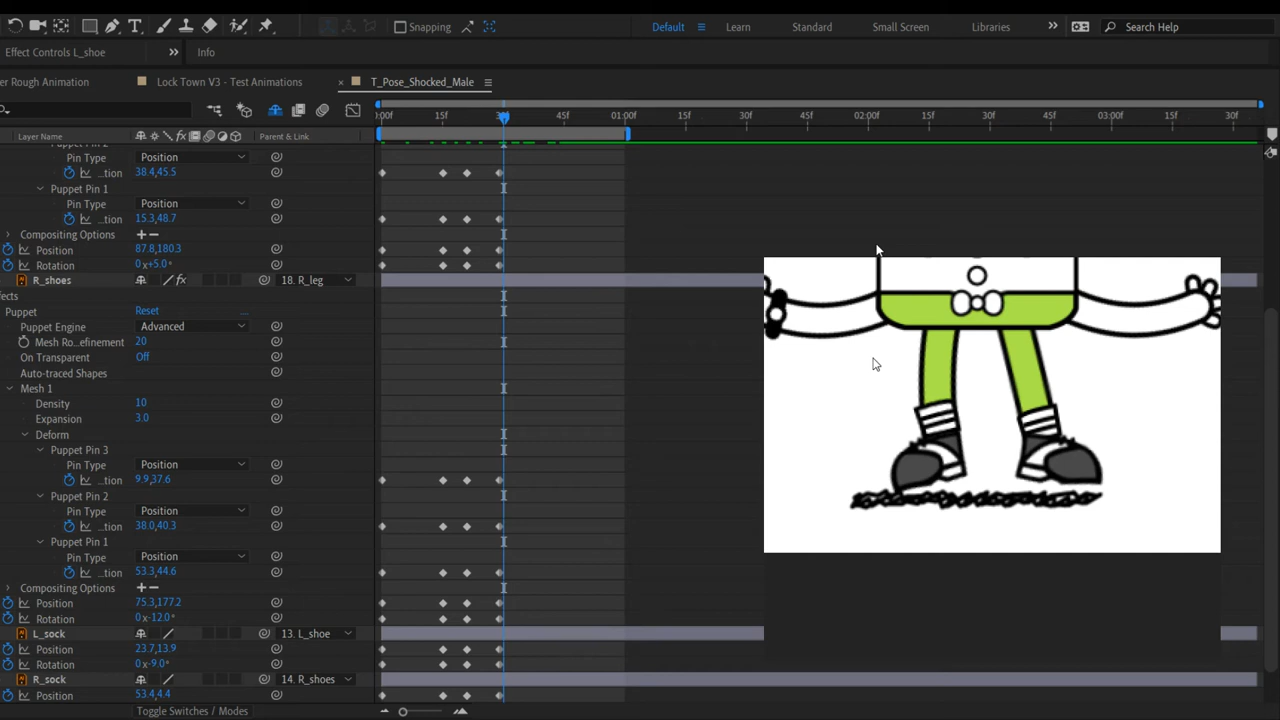 Snapping
Default
Learn
Standard
Small Screen
Libraries
Search Help
Effect Controls L_shoe
Info
er Rough Animation
Lock Town V3 - Test Animations
T_Pose_Shocked_Male
:00f 15f 45f 01:00f 15f 30f 45f 02:00f 15f 30f 45f 03:00f 15f 30f
Layer Name
Parent & Link
Pin Type Position
...tion 38.4,45.5
Puppet Pin 1
Pin Type Position
...tion 15.3,48.7
Compositing Options +−
Position 87.8,180.3
Rotation 0x+5.0°
R_shoes fx 18. R_leg
ffects
Puppet Reset ...
Puppet Engine Advanced
Mesh Ro...efinement 20
On Transparent Off
Auto-traced Shapes
Mesh 1
Density 10
Expansion 3.0
Deform
Puppet Pin 3
Pin Type Position
...tion 9.9,37.6
Puppet Pin 2
Pin Type Position
...tion 38.0,40.3
Puppet Pin 1
Pin Type Position
...tion 53.3,44.6
Compositing Options +−
Position 75.3,177.2
Rotation 0x-12.0°
L_sock 13. L_shoe
Position 23.7,13.9
Rotation 0x-9.0°
R_sock 14. R_shoes
Position 53.4,4.4
Toggle Switches / Modes